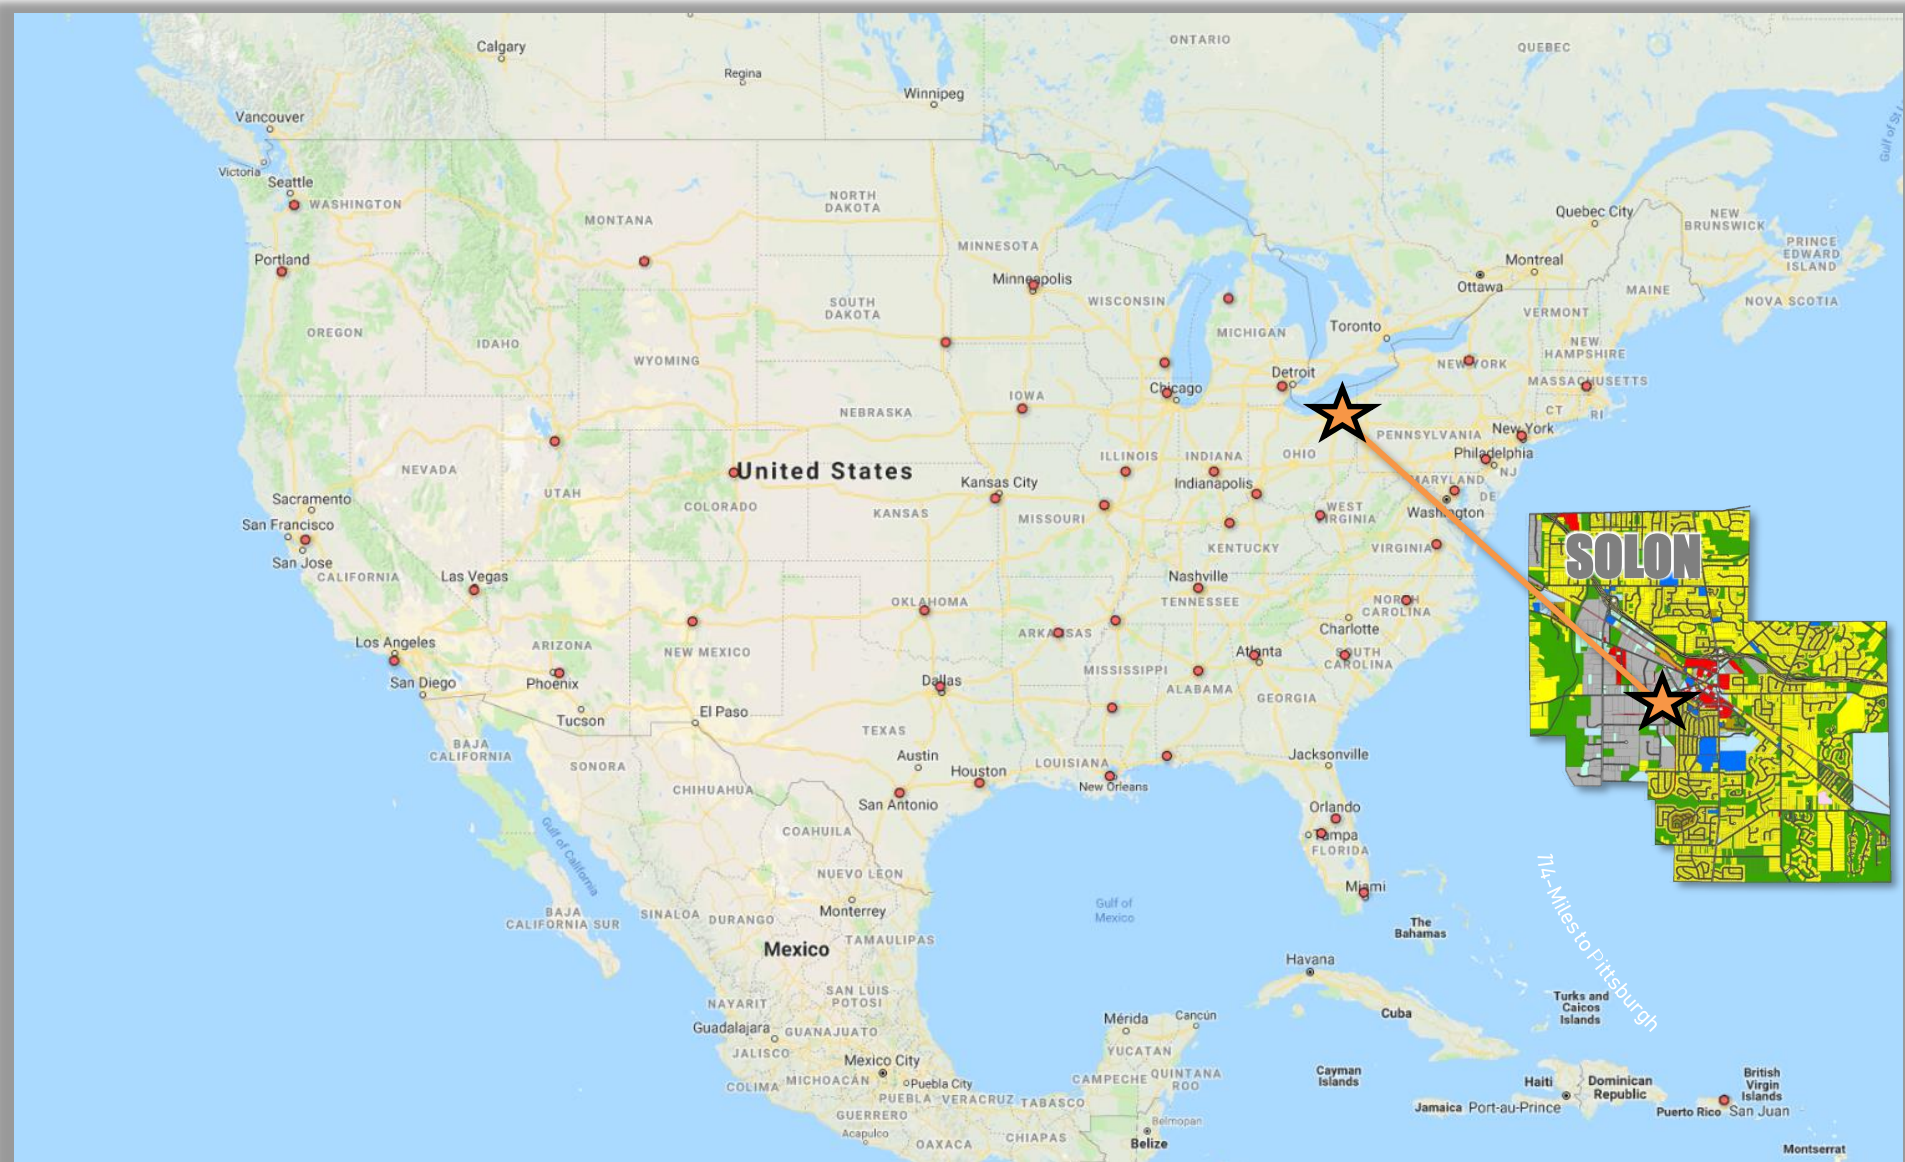 Calgary
ONTARIO
QUEBEC
Regina
Winnipeg
Vancouver
Gulf of St
Victoria
Seattle
WASHINGTON
MONTANA
NORTH
DAKOTA
Quebec City
NEW
BRUNSWICK
PRINCE
EDWARD
ISLAND
MINNESOTA
Portland
Montreal
Minneapolis
Ottawa
MAINE
NOVA SCOTIA
SOUTH
DAKOTA
WISCONSIN
VERMONT
Toronto
OREGON
IDAHO
MICHIGAN
NEW
HAMPSHIRE
WYOMING
NEW YORK
Detroit
MASSACHUSETTS
Chicago
IOWA
NEBRASKA
CT
RI
PENNSYLVANIA
New York
Philadelphia
NJ
NEVADA
United States
ILLINOIS
INDIANA
OHIO
Indianapolis
MARYLAND
DE
Kansas City
UTAH
COLORADO
KANSAS
MISSOURI
WEST
VIRGINIA
Washington
Sacramento
San Francisco
San Jose
KENTUCKY
VIRGINIA
SOLON
CALIFORNIA
Las Vegas
Nashville
TENNESSEE
OKLAHOMA
NORTH
CAROLINA
Charlotte
Los Angeles
ARIZONA
NEW MEXICO
ARKANSAS
Atlanta
SOUTH
CAROLINA
San Diego
Phoenix
Dallas
MISSISSIPPI
ALABAMA
GEORGIA
Tucson
El Paso
TEXAS
BAJA
CALIFORNIA
SONORA
Austin
Houston
LOUISIANA
New Orleans
Jacksonville
CHIHUAHUA
San Antonio
Orlando
COAHUILA
Tampa
FLORIDA
Gulf of California
NUEVO LEON
Miami
114-Miles to Pittsburgh
BAJA
CALIFORNIA SUR
SINALOA
DURANGO
Monterrey
Gulf of
Mexico
The
Bahamas
Mexico
TAMAULIPAS
Havana
NAYARIT
SAN LUIS
POTOSI
Turks and
Caicos
Islands
Guadalajara
GUANAJUATO
Mérida
Cancún
Cuba
JALISCO
YUCATAN
Mexico City
COLIMA
MICHOACÁN
Puebla City
CAMPECHE
QUINTANA
ROO
Cayman
Islands
Haiti
Dominican
Republic
British
Virgin
Islands
PUEBLA
VERACRUZ
TABASCO
GUERRERO
Jamaica
Port-au-Prince
Puerto Rico
San Juan
Acapulco
OAXACA
CHIAPAS
Belmopan
Belize
Montserrat